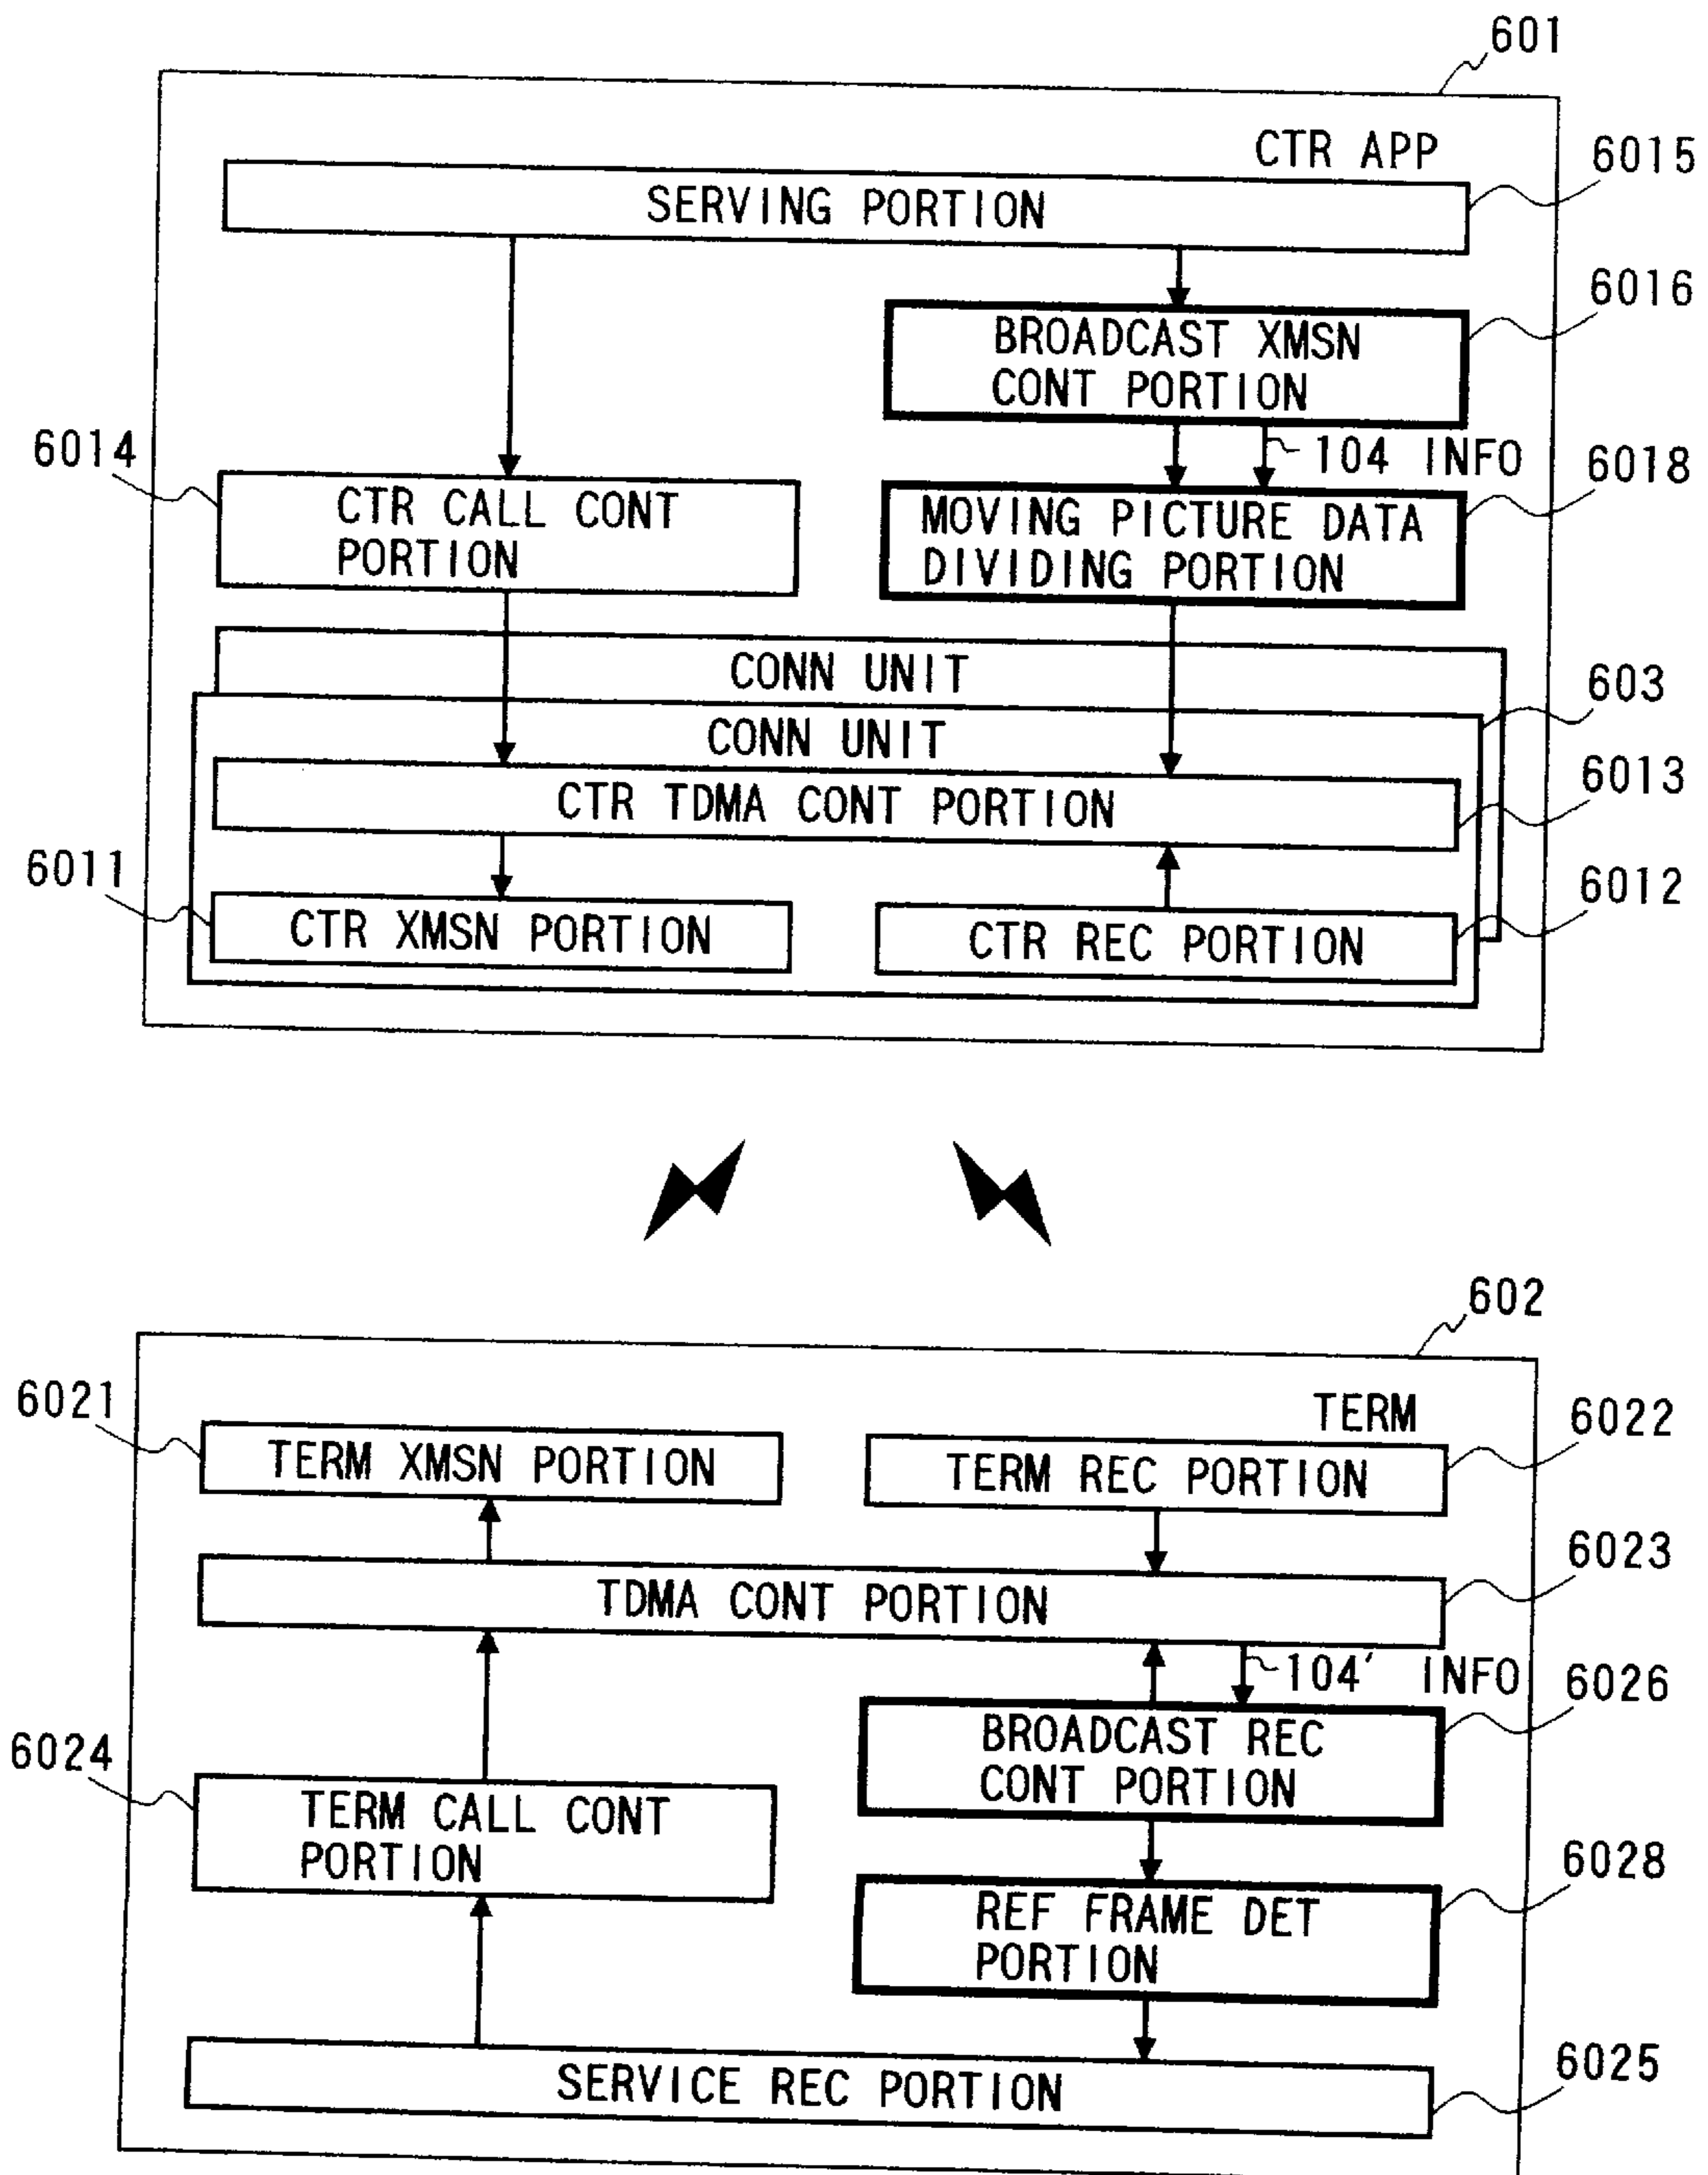 601
CTR APP
6015
SERVING PORTION
6016
BROADCAST XMSN
CONT PORTION
6014
104 INFO
6018
CTR CALL CONT
PORTION
MOVING PICTURE DATA
DIVIDING PORTION
CONN UNIT
603
CONN UNIT
6013
CTR TDMA CONT PORTION
6011
6012
CTR XMSN PORTION
CTR REC PORTION
602
6021
TERM
6022
TERM XMSN PORTION
TERM REC PORTION
6023
TDMA CONT PORTION
104' INFO
6026
BROADCAST REC
CONT PORTION
6024
TERM CALL CONT
PORTION
6028
REF FRAME DET
PORTION
6025
SERVICE REC PORTION